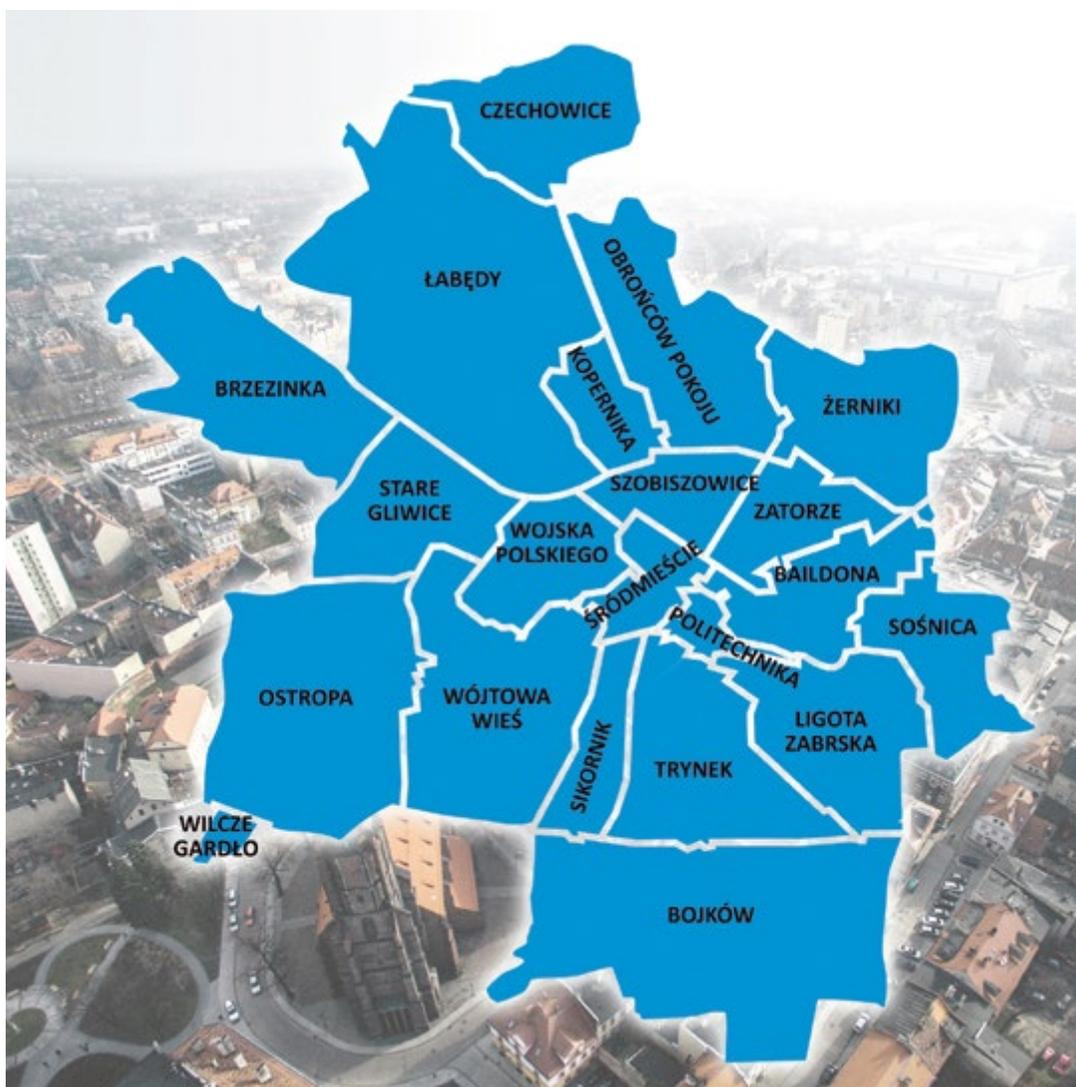 CZECHOWICE
ŁABĘDY
OBROŃCÓW POKOJU
BRZEZINKA
KOPERNIKA
ŻERNIKI
STARE
GLIWICE
SZOBISZOWICE
WOJSKA
POLSKIEGO
ZATORZE
BAILDONA
ŚRÓDMIEŚCIE
POLITECHNIKA
SOŚNICA
OSTROPA
WÓJTOWA
WIEŚ
SIKORNIK
TRYNEK
LIGOTA
ZABRSKA
WILCZE
GARDŁO
BOJKÓW